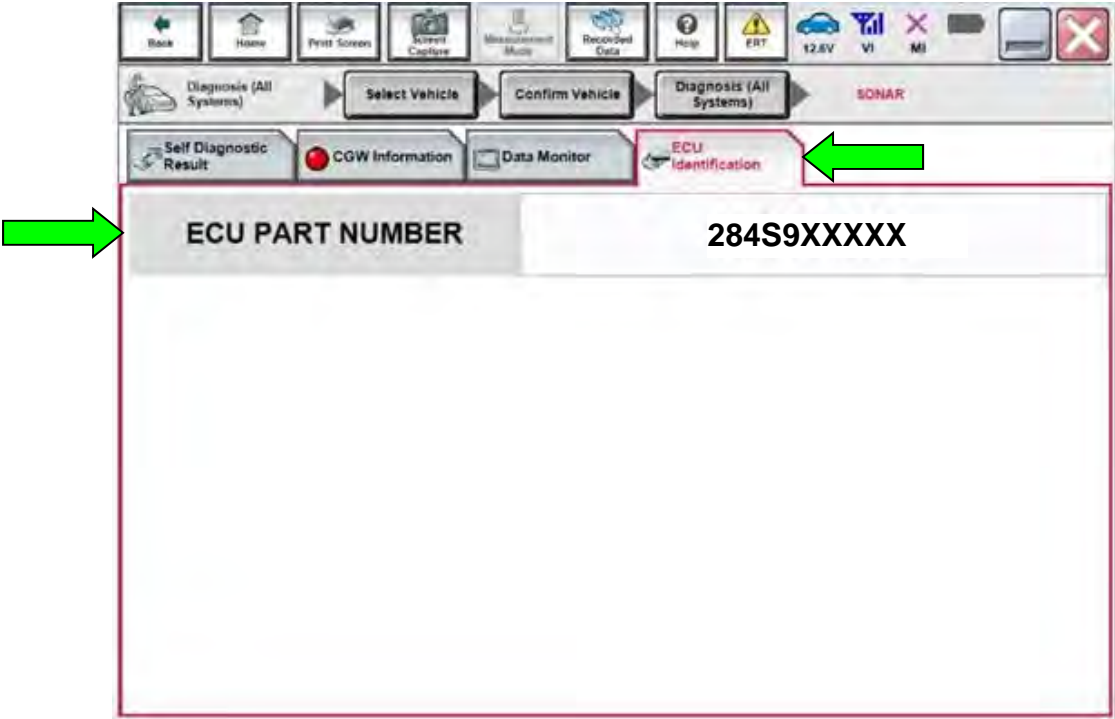 Back
Home
Print Screen
Screen
Capture
Measurement
Mode
Recorded
Data
Help
ERT
12.6V
VI
MI
Diagnosis (All
Systems)
Select Vehicle
Confirm Vehicle
Diagnosis (All
Systems)
SONAR
Self Diagnostic
Result
CGW Information
Data Monitor
ECU
Identification
ECU PART NUMBER
284S9XXXXX